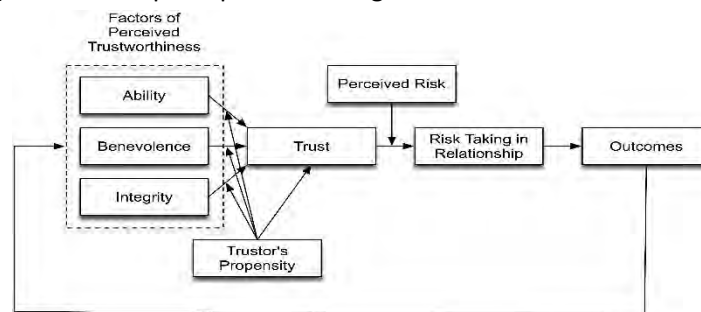 Factors of
Perceived
Trustworthiness
Ability
Benevolence
Integrity
Trustor's
Propensity
Trust
Perceived Risk
Risk Taking in
Relationship
Outcomes